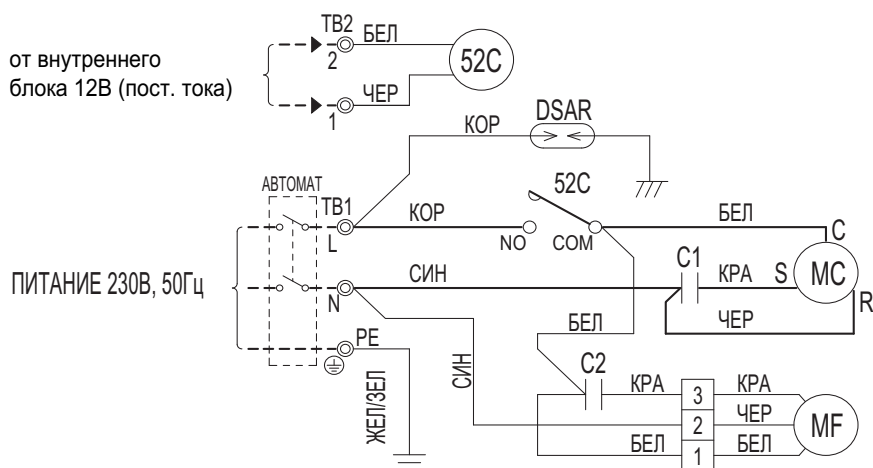 TB2
БЕЛ
2
52C
от внутреннего
блока 12В (пост. тока)
ЧЕР
1
DSAR
КОР
АВТОМАТ
TB1
КОР
52C
БЕЛ
L
NO
COM
C
C1
ПИТАНИЕ 230В, 50Гц
СИН
КРА
S
MC
N
R
ЧЕР
БЕЛ
PE
C2
ЖЕЛ/ЗЕЛ
СИН
КРА
3
КРА
2
ЧЕР
MF
БЕЛ
1
БЕЛ